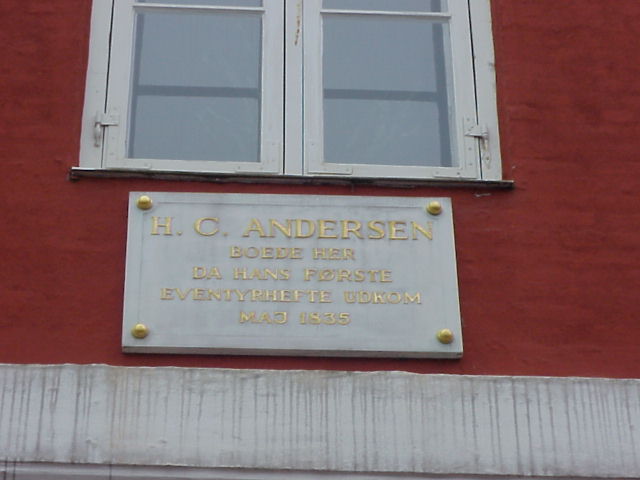 H. C. ANDERSEN
BOEDE HER
DA HANS FØRSTE
EVENTYRHEFTE UDKOM
MAJ 1835